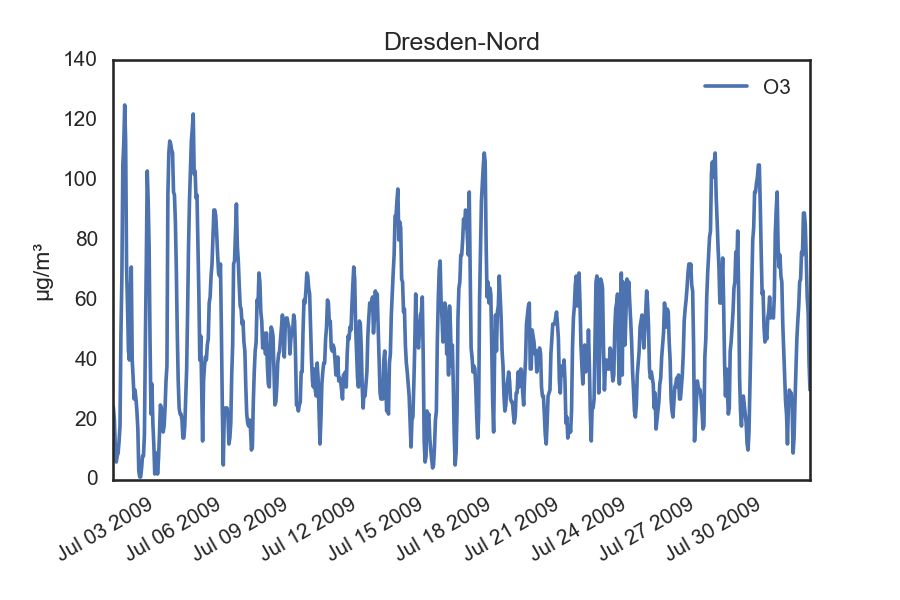 Dresden-Nord
140
120
100
80
60
40
20
0
µg/m³
O3
Jul 03 2009
Jul 06 2009
Jul 09 2009
Jul 12 2009
Jul 15 2009
Jul 18 2009
Jul 21 2009
Jul 24 2009
Jul 27 2009
Jul 30 2009